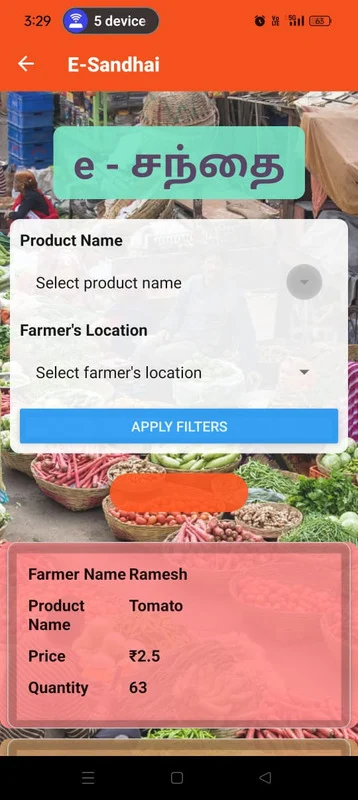 3:29 5 device 5G 63
E-Sandhai
e - சந்தை
Product Name
Select product name
Farmer's Location
Select farmer's location
APPLY FILTERS
Farmer Name Ramesh
Product Name Tomato
Price ₹2.5
Quantity 63